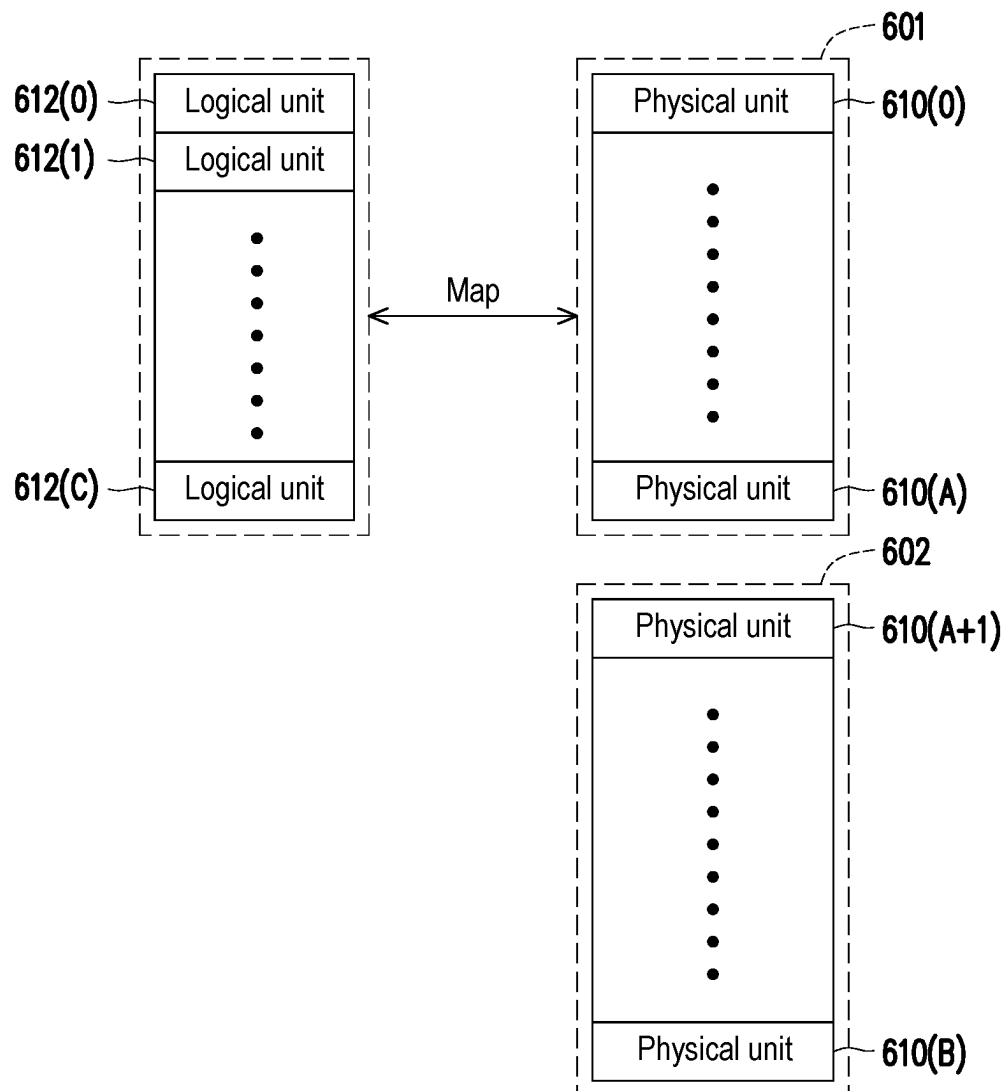 601
612(0) Logical unit Physical unit 610(0)
612(1) Logical unit
Map
612(C) Logical unit Physical unit 610(A)
602
Physical unit 610(A+1)
Physical unit 610(B)